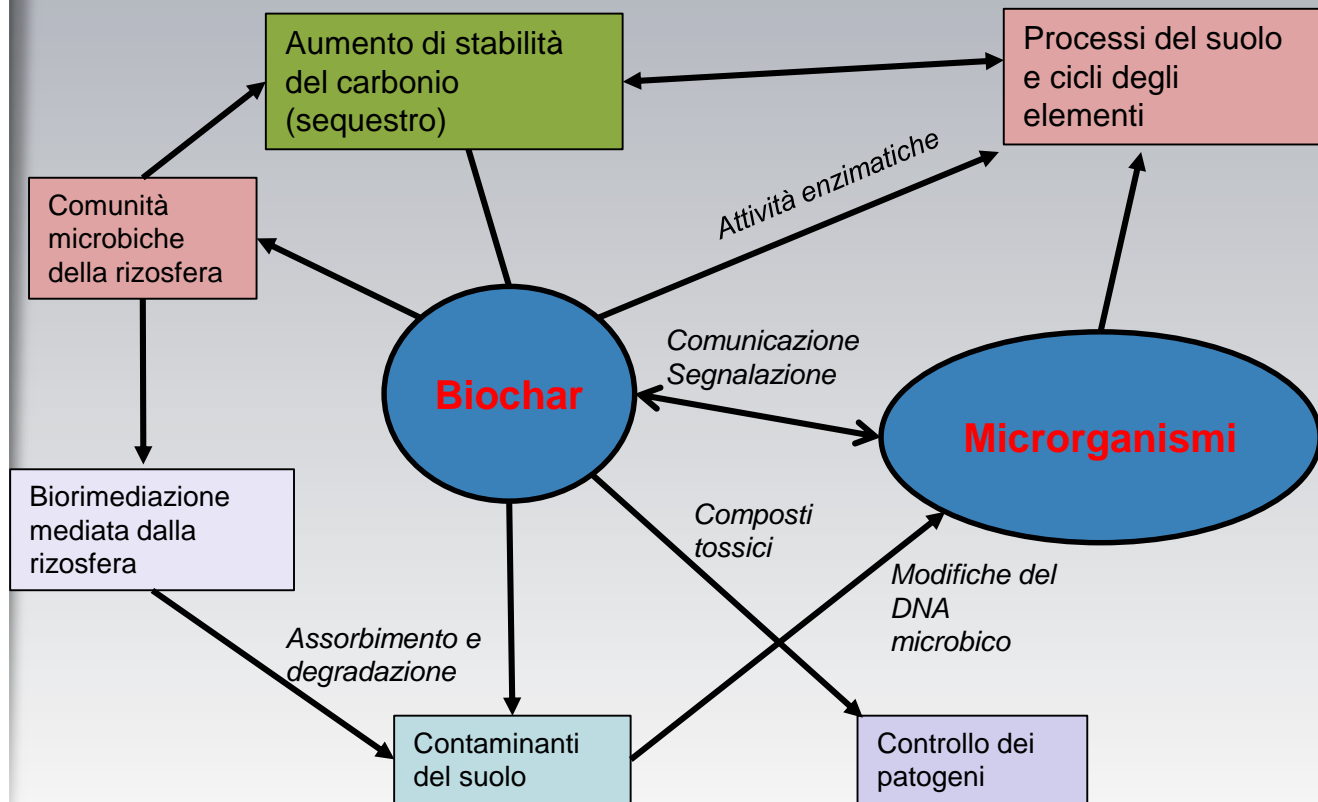 Aumento di stabilità
del carbonio
(sequestro)
Processi del suolo
e cicli degli
elementi
Comunità
microbiche
della rizosfera
Attività enzimatiche
Comunicazione
Segnalazione
Biochar
Microrganismi
Biorimediazione
mediata dalla
rizosfera
Composti
tossici
Modifiche del
DNA
microbico
Assorbimento e
degradazione
Contaminanti
del suolo
Controllo dei
patogeni